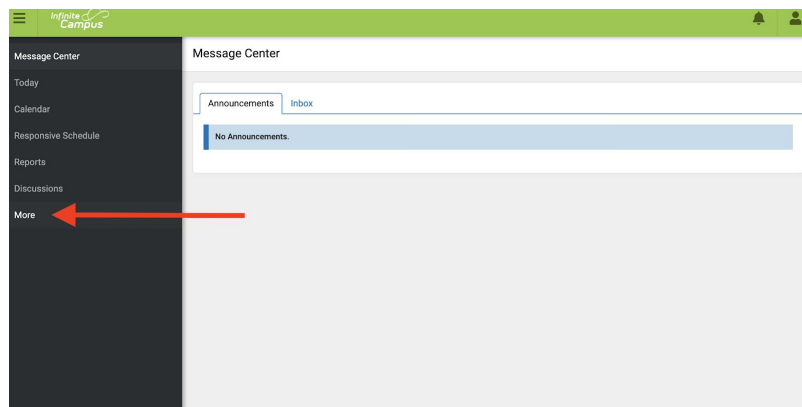 Infinite
Campus
Message Center
Today
Calendar
Responsive Schedule
Reports
Discussions
More
Message Center
Announcements Inbox
No Announcements.